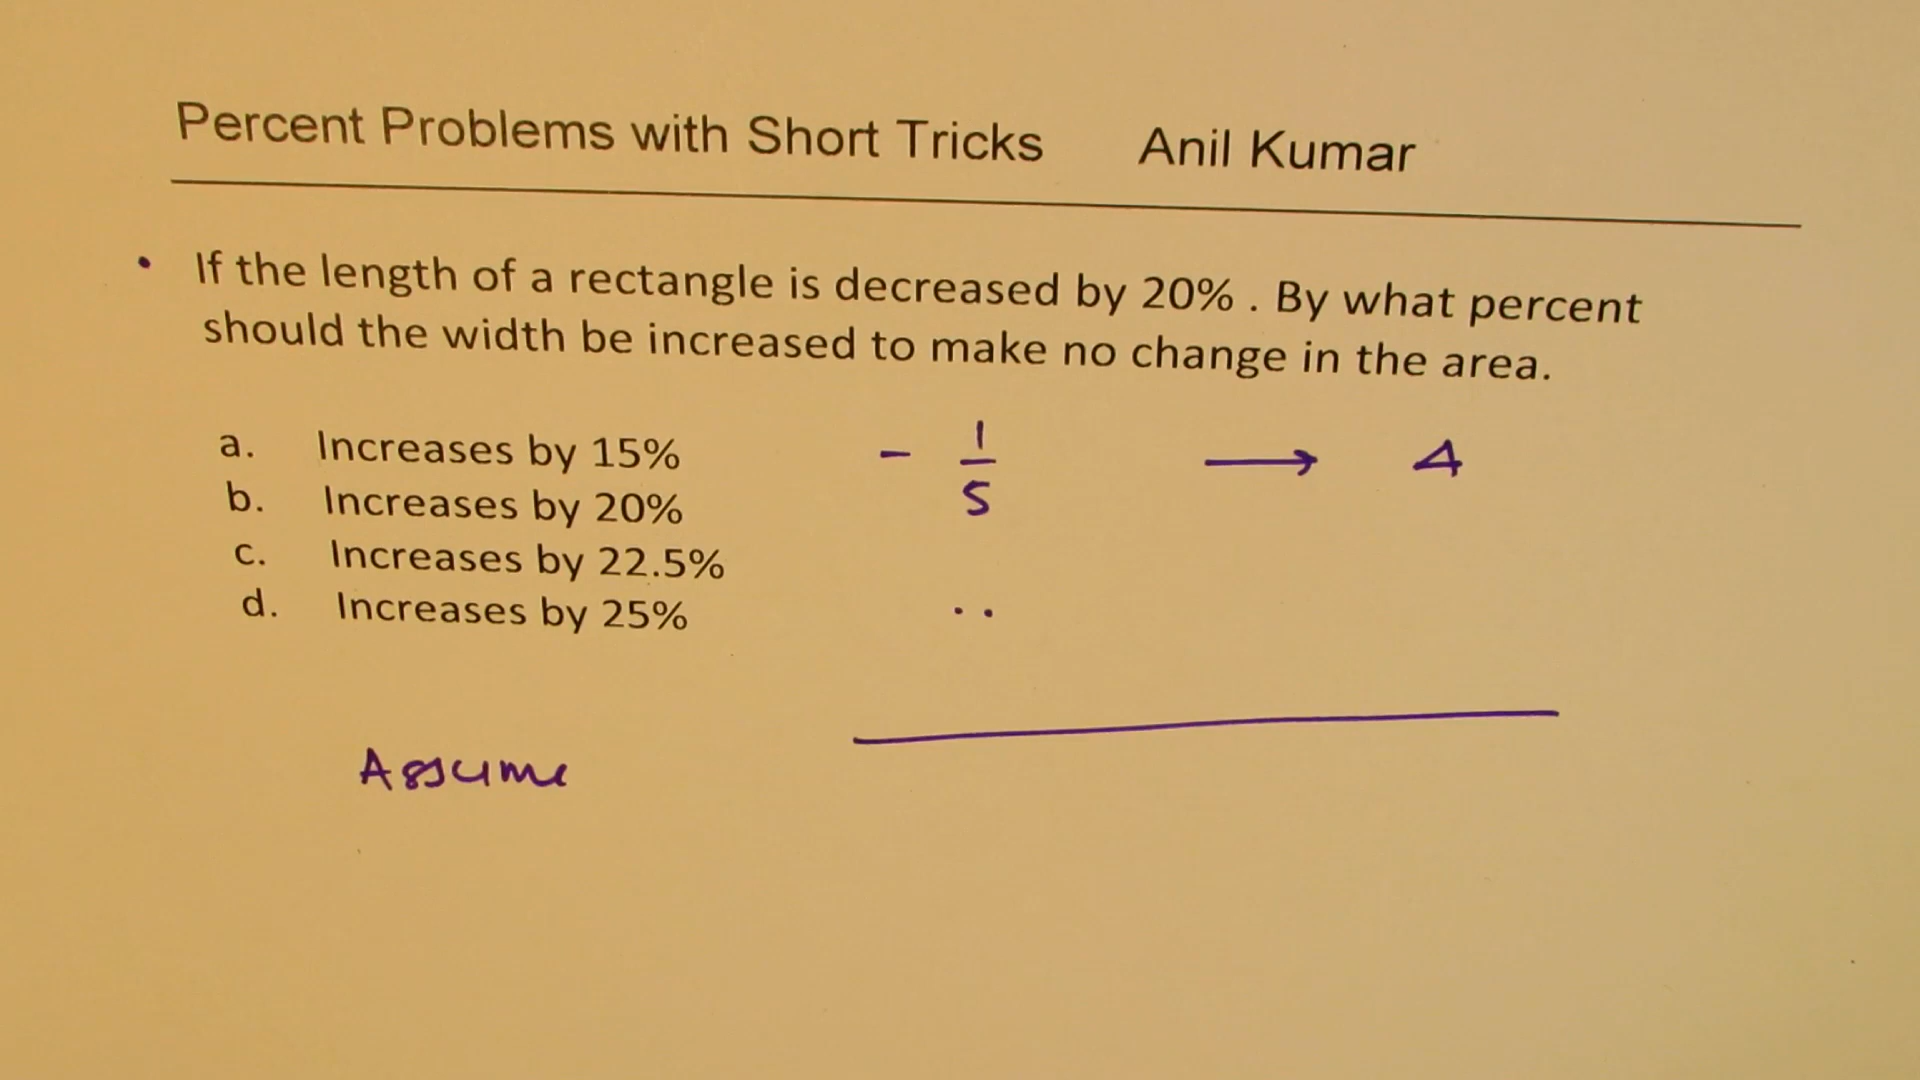 Percent Problems with Short Tricks Anil Kumar
• If the length of a rectangle is decreased by 20% . By what percent
should the width be increased to make no change in the area.
a. Increases by 15%
b. Increases by 20%
c. Increases by 22.5%
d. Increases by 25%
- 1/5 → 4
. .
Assume